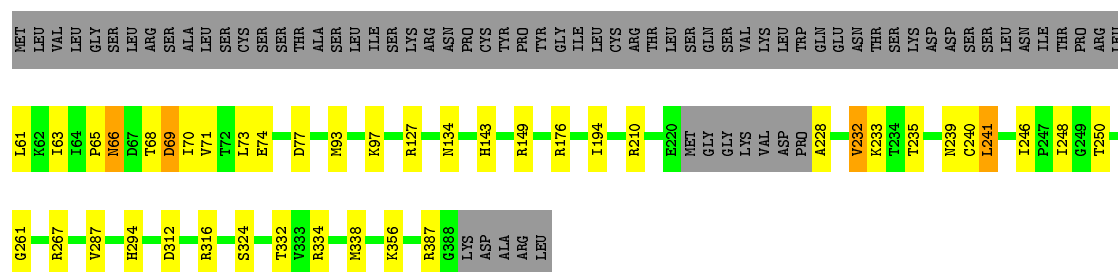 MET LEU VAL LEU GLY SER LEU ARG SER ALA LEU SER CYS SER SER THR ALA SER LEU ILE SER LYS ARG ASN PRO CYS TYR PRO TYR GLY ILE LEU CYS ARG THR LEU SER GLN SER VAL LYS LEU TRP GLN GLU ASN THR SER LYS ASP ASP SER SER LEU ASN ILE THR PRO ARG LEU
L61 K62 I63 I64 P65 N66 D67 T68 D69 I70 V71 T72 L73 E74 D77 M93 K97 R127 N134 H143 R149 R176 I194 R210 E220 MET GLY GLY LYS VAL ASP PRO A228 V232 K233 T234 T235 N239 C240 L241 I246 P247 I248 G249 T250
G261 R267 V287 H294 D312 R316 S324 T332 V333 R334 M338 K356 R387 G388 LYS ASP ALA ARG LEU